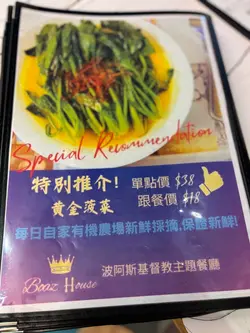 Special Recommendation
特別推介! 單點價 $38
黃金菠菜 跟餐價 $18
每日自家有機農場新鮮採摘,保證新鮮!
Boaz House
波阿斯基督教主題餐廳